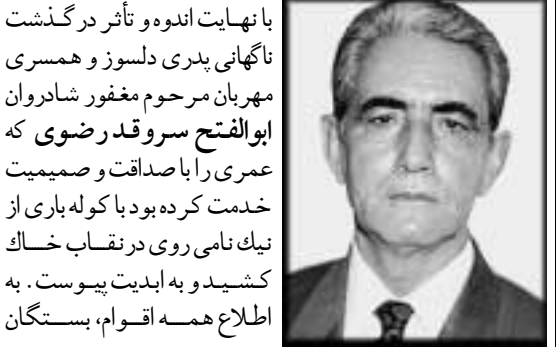 با نهایت اندوه و تأثر درگذشت
ناگهانی پدری دلسوز و همسری
مهربان مرحوم مغفور شادروان
ابوالفتح سروقد رضوی که
عمری را با صداقت و صمیمیت
خدمت کرده بود با کوله باری از
نیك نامی روی در نقاب خاك
کشید و به ابدیت پیوست. به
اطلاع همه اقوام، بستگان